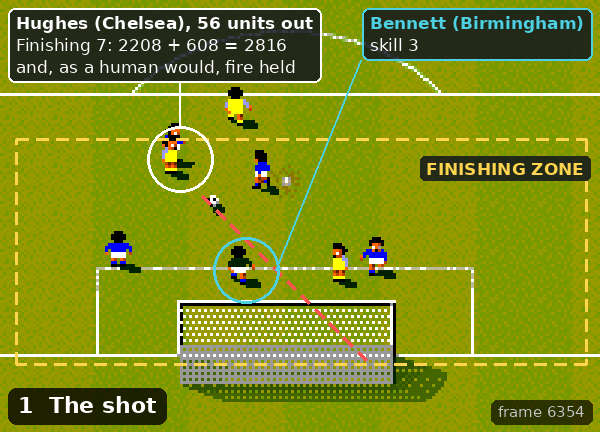 Hughes (Chelsea), 56 units out
Finishing 7: 2208 + 608 = 2816
and, as a human would, fire held
Bennett (Birmingham)
skill 3
FINISHING ZONE
1 The shot
frame 6354